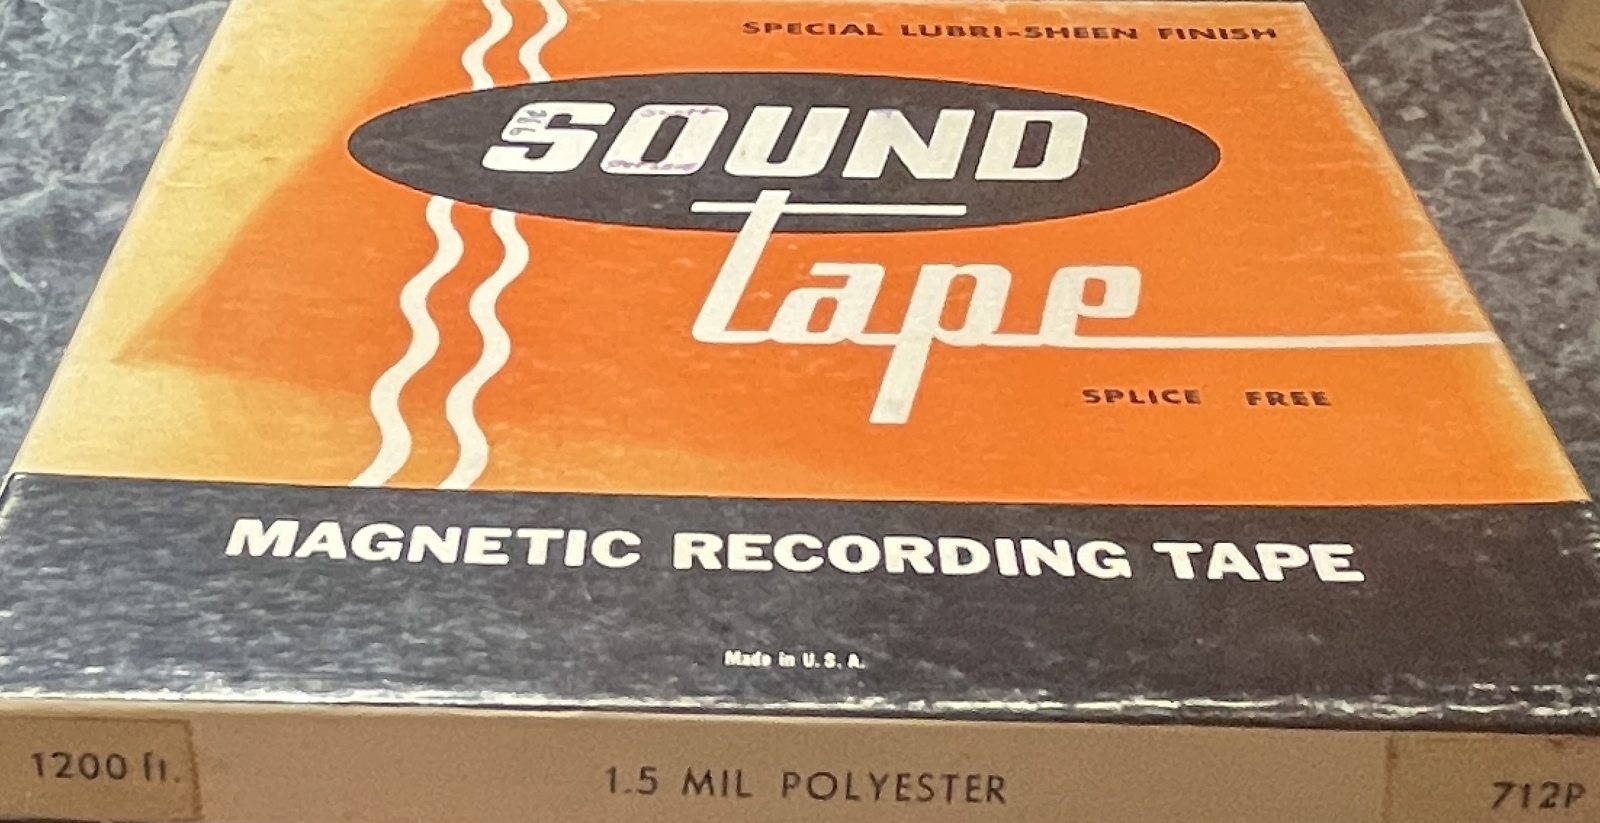 SPECIAL LUBRI-SHEEN FINISH
SOUND
tape
SPLICE FREE
MAGNETIC RECORDING TAPE
Made in U. S. A.
1200 ft.
1.5 MIL POLYESTER
712P